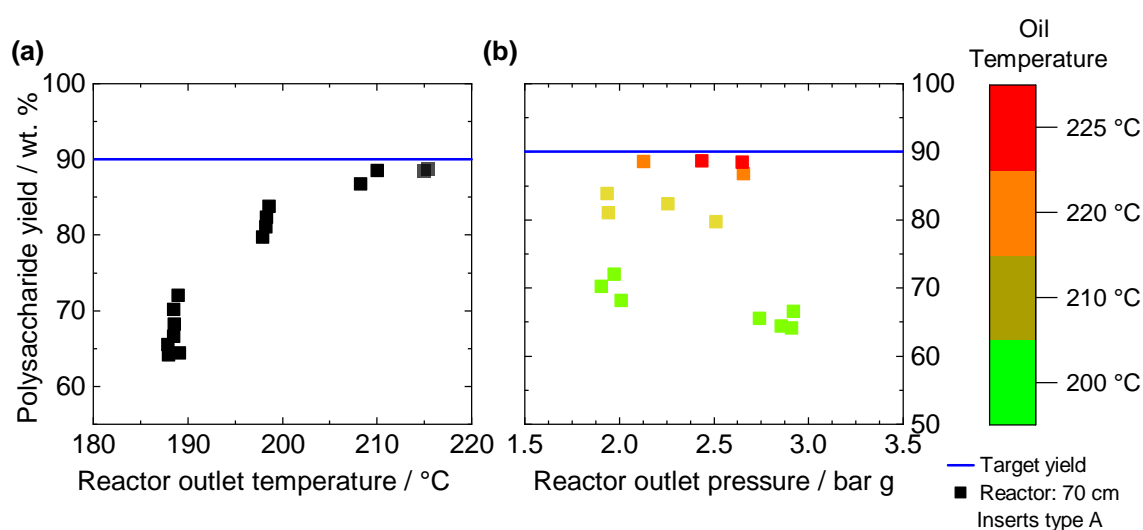 (a)
Polysaccharide yield / wt. %
100
90
80
70
60
180 190 200 210 220
Reactor outlet temperature / °C
(b)
100
90
80
70
60
50
1.5 2.0 2.5 3.0 3.5
Reactor outlet pressure / bar g
Oil
Temperature
225 °C
220 °C
210 °C
200 °C
Target yield
Reactor: 70 cm
Inserts type A